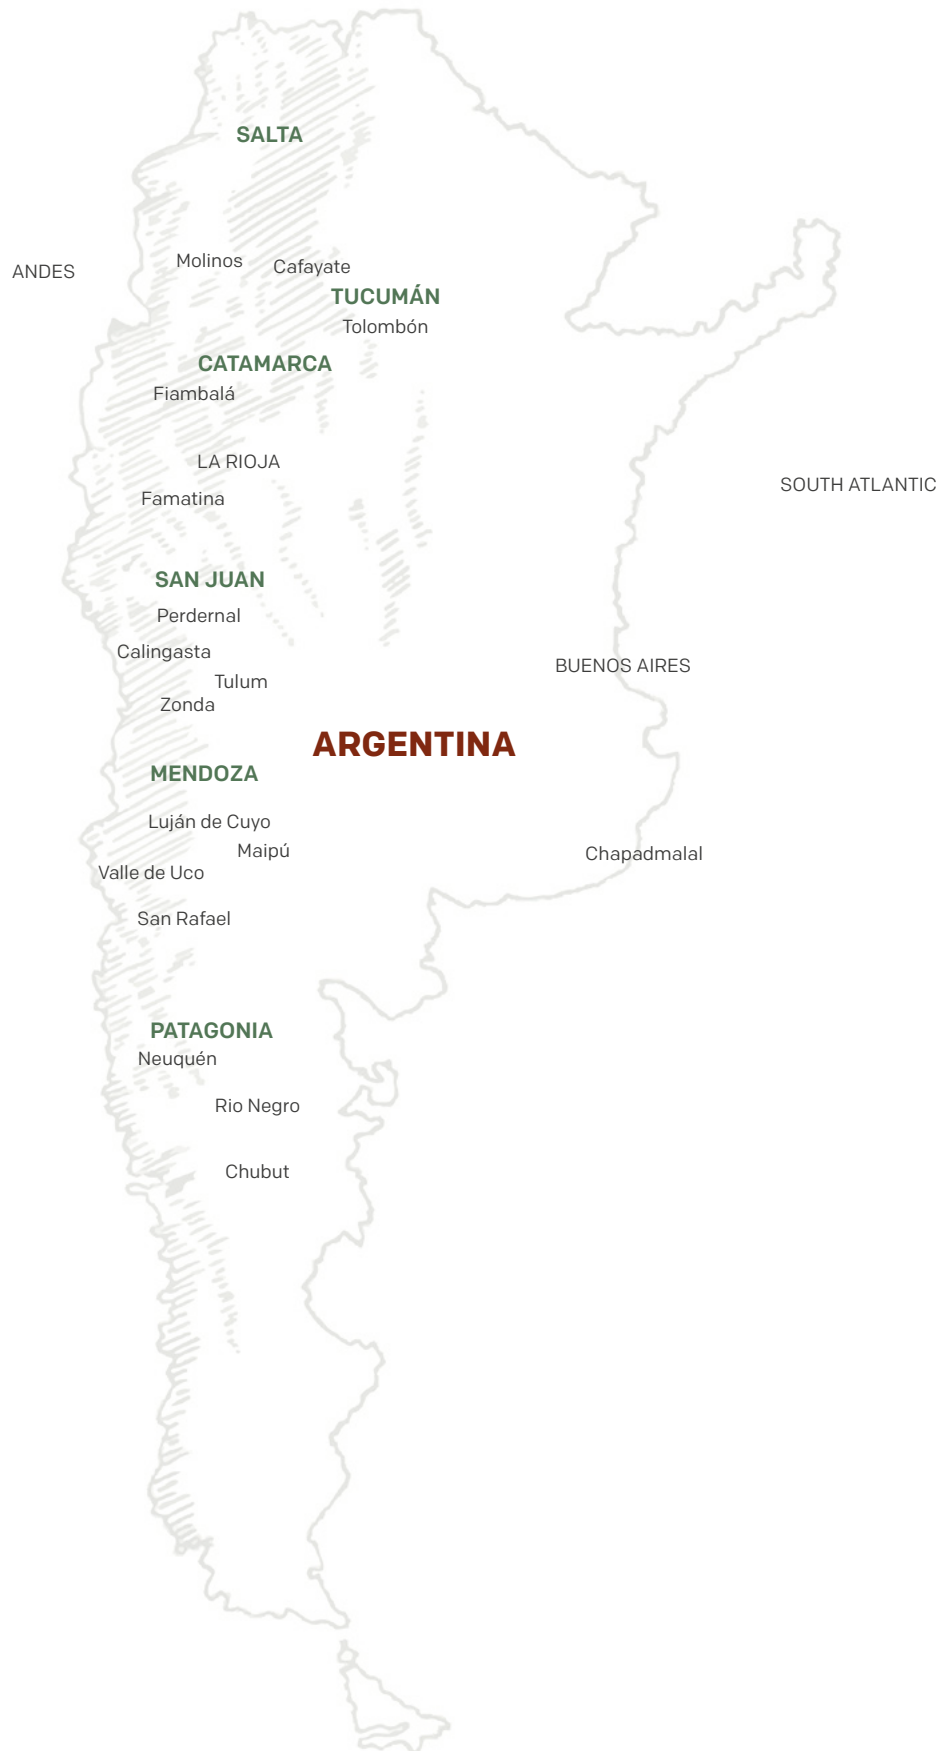 SALTA
Molinos
Cafayate
ANDES
TUCUMÁN
Tolombón
CATAMARCA
Fiambalá
LA RIOJA
SOUTH ATLANTIC
Famatina
SAN JUAN
Perdernal
Calingasta
BUENOS AIRES
Tulum
Zonda
ARGENTINA
MENDOZA
Luján de Cuyo
Maipú
Chapadmalal
Valle de Uco
San Rafael
PATAGONIA
Neuquén
Rio Negro
Chubut